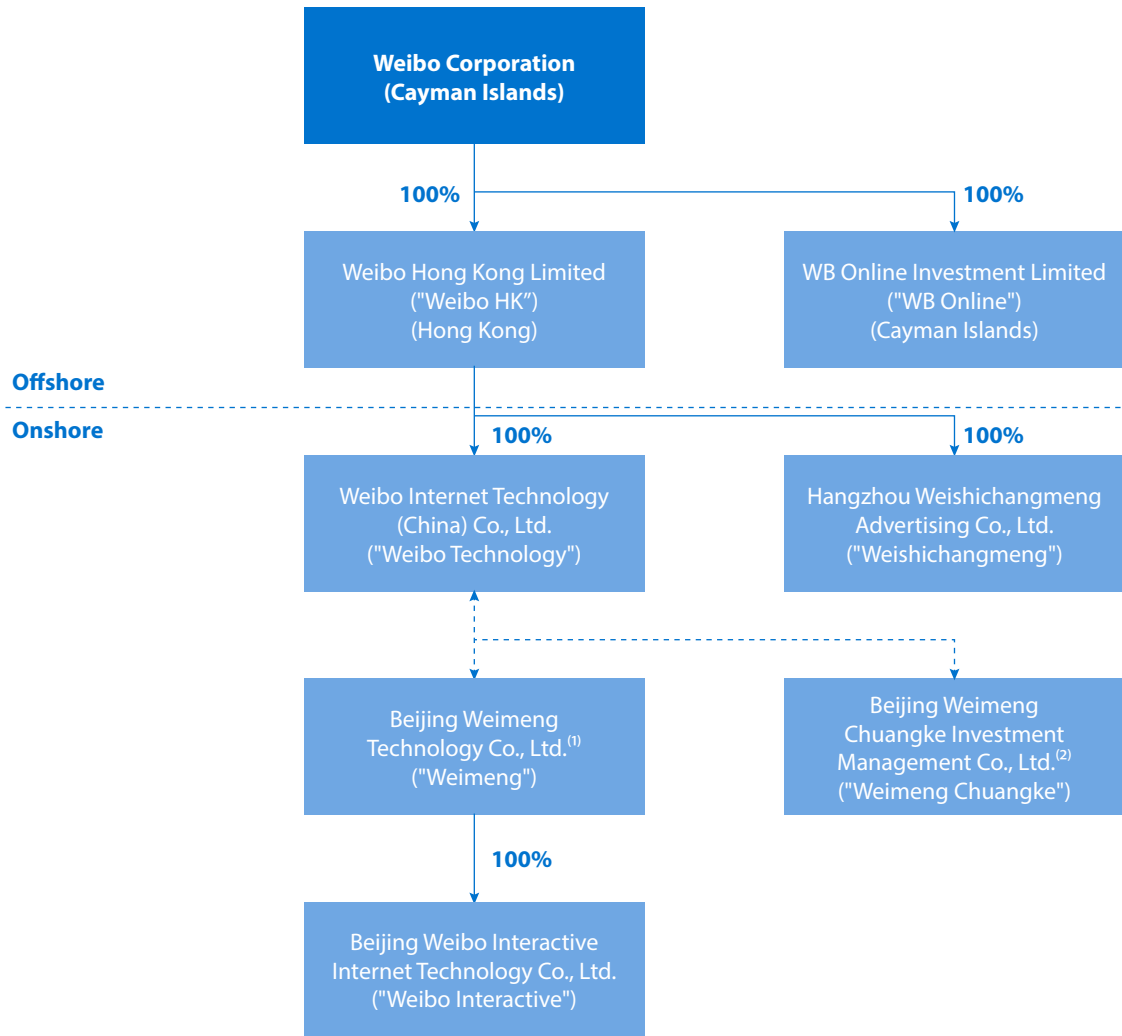 Weibo Corporation
(Cayman Islands)
100%
100%
Weibo Hong Kong Limited
("Weibo HK”)
(Hong Kong)
WB Online Investment Limited
("WB Online")
(Cayman Islands)
Offshore
Onshore
100%
100%
Weibo Internet Technology
(China) Co., Ltd.
("Weibo Technology")
Hangzhou Weishichangmeng
Advertising Co., Ltd.
("Weishichangmeng")
Beijing Weimeng
Technology Co., Ltd.(1)
("Weimeng")
Beijing Weimeng
Chuangke Investment
Management Co., Ltd.(2)
("Weimeng Chuangke")
100%
Beijing Weibo Interactive
Internet Technology Co., Ltd.
("Weibo Interactive")